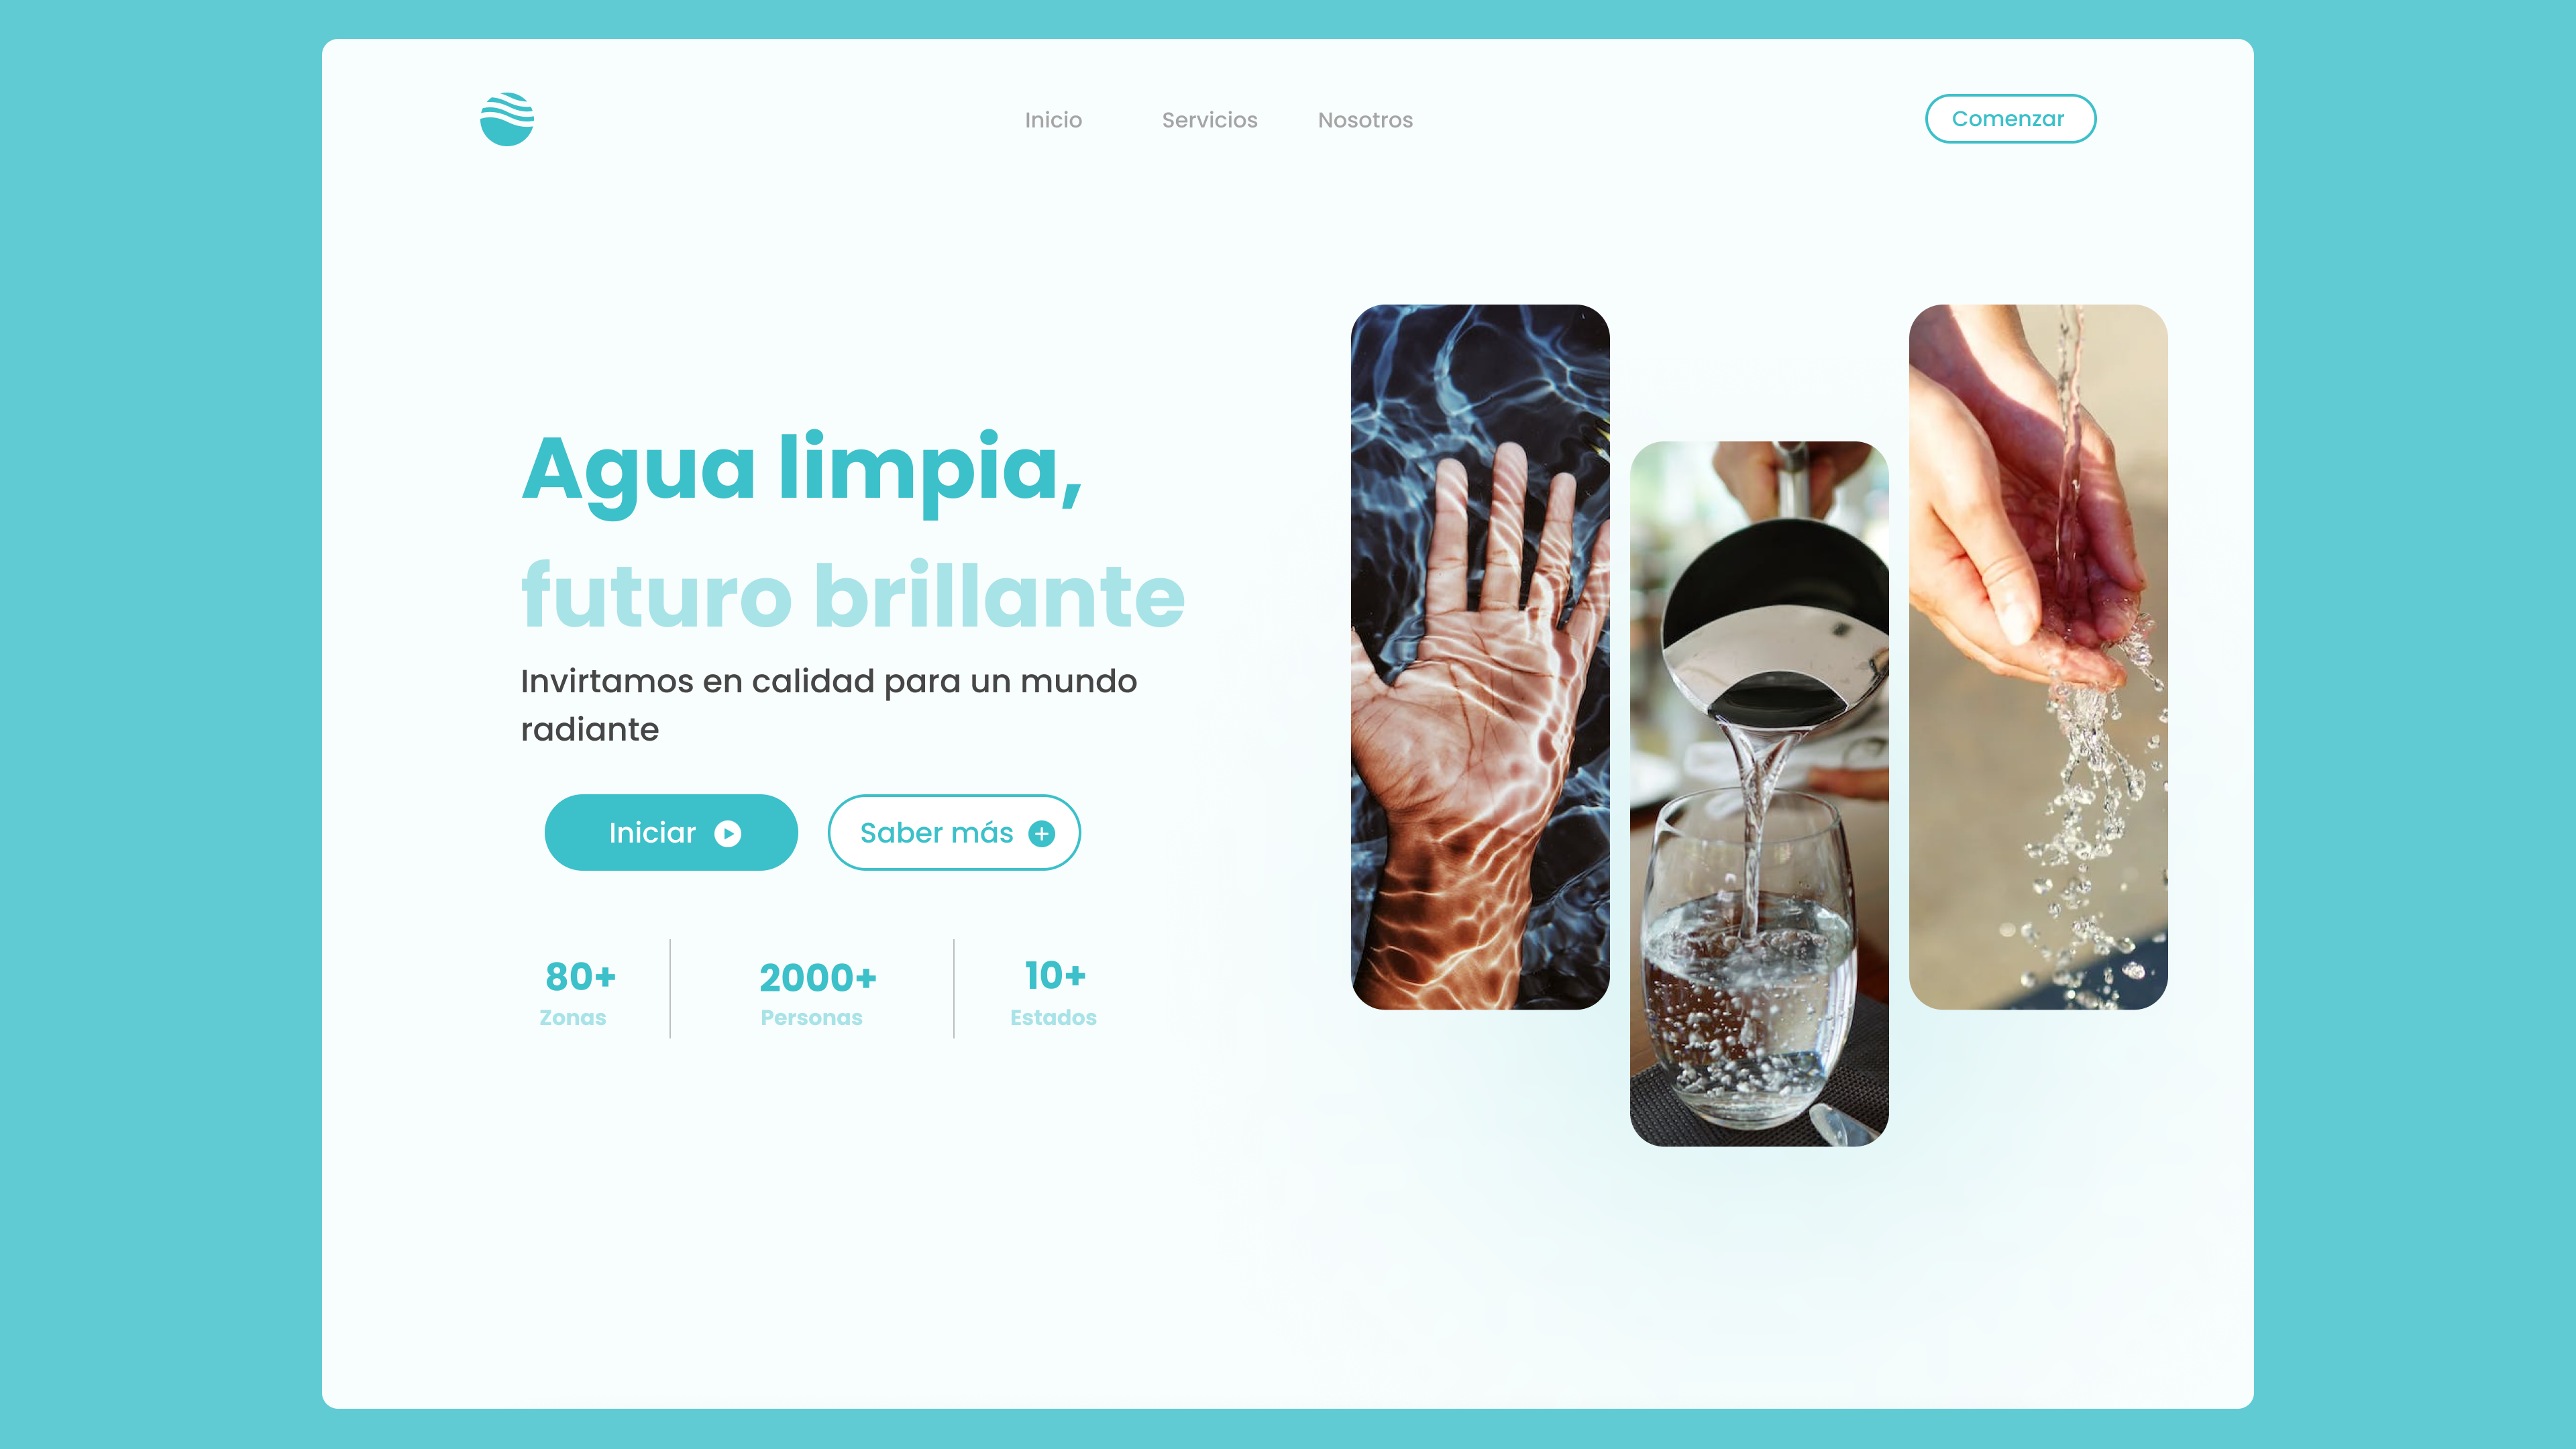 Inicio
Servicios
Nosotros
Comenzar
Agua limpia,
futuro brillante
Invirtamos en calidad para un mundo
radiante
Iniciar
Saber más
80+
Zonas
2000+
Personas
10+
Estados